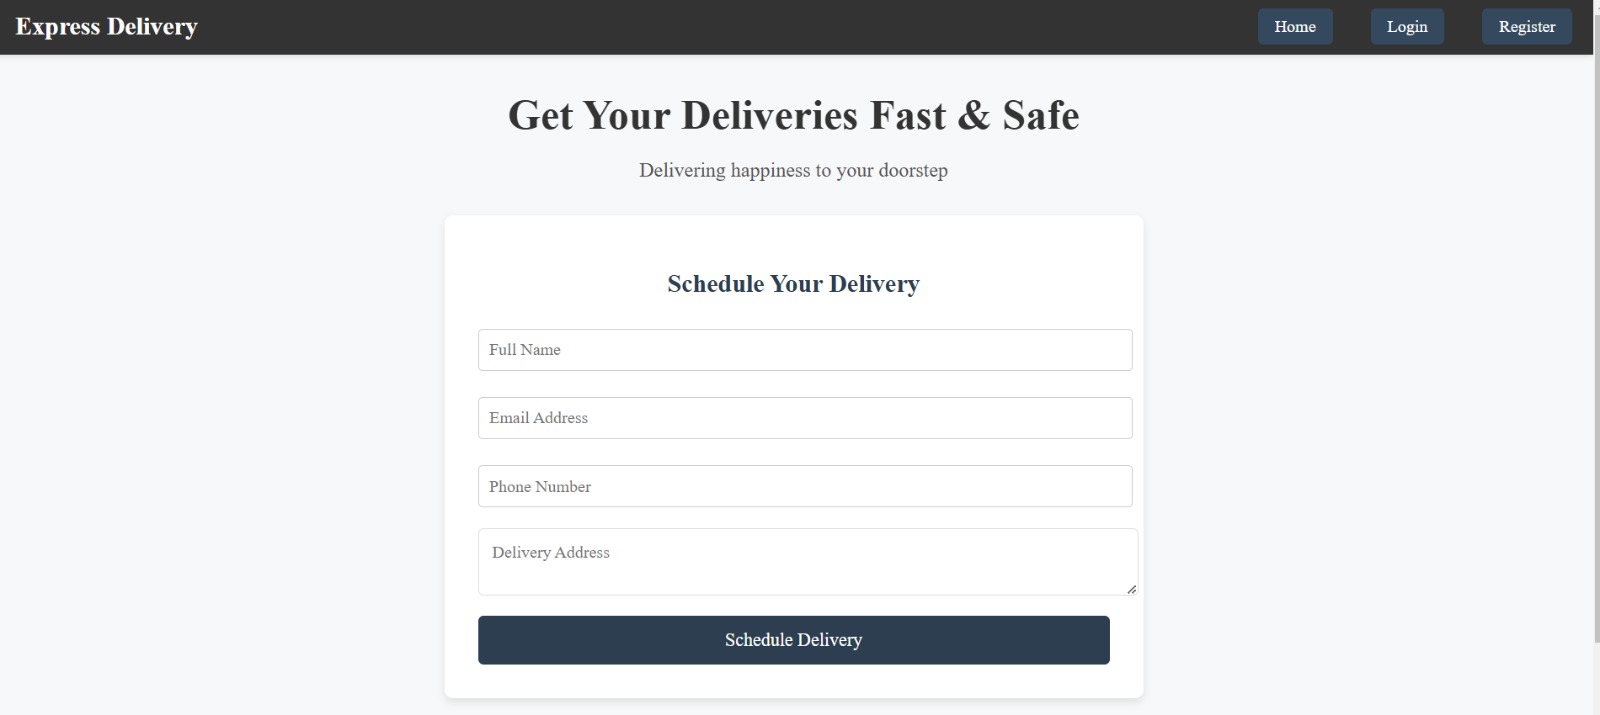 Express Delivery
Home
Login
Register
Get Your Deliveries Fast & Safe
Delivering happiness to your doorstep
Schedule Your Delivery
Full Name
Email Address
Phone Number
Delivery Address
Schedule Delivery